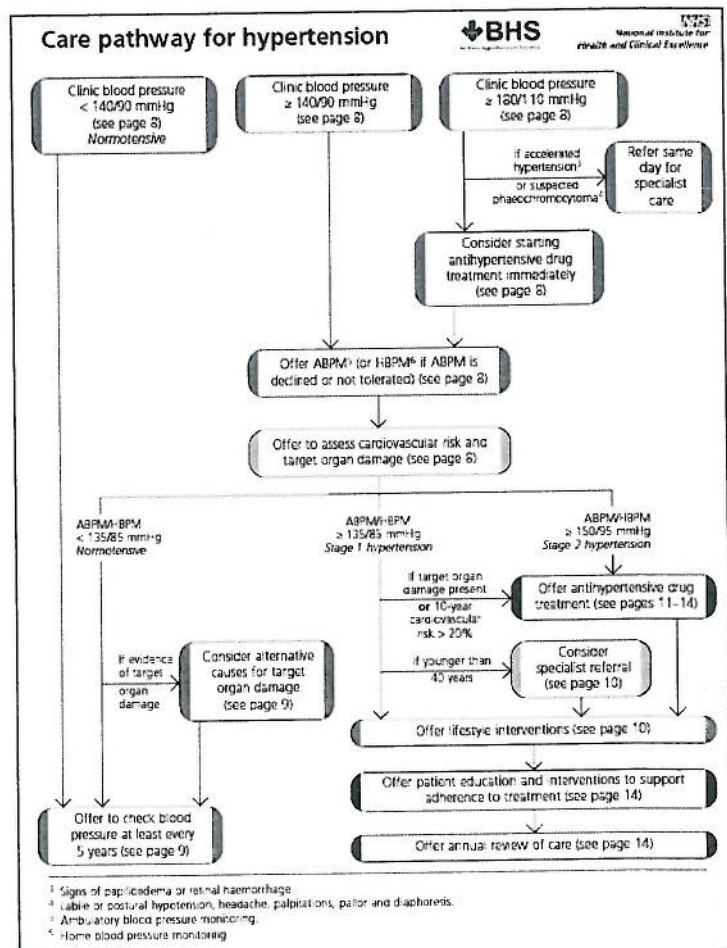 Care pathway for hypertension
BHS
NHS
National Institute for
Health and Clinical Excellence
Clinic blood pressure
< 140/90 mmHg
(see page 8)
Normotensive
Clinic blood pressure
≥ 140/90 mmHg
(see page 8)
Clinic blood pressure
≥ 180/110 mmHg
(see page 8)
If accelerated
hypertension
or suspected
phaeochromocytoma
Refer same
day for
specialist
care
Consider starting
antihypertensive drug
treatment immediately
(see page 8)
Offer ABPM (or HBPM if ABPM is
declined or not tolerated) (see page 8)
Offer to assess cardiovascular risk and
target organ damage (see page 8)
ABPM/HBPM
< 135/85 mmHg
Normotensive
ABPM/HBPM
≥ 135/85 mmHg
Stage 1 hypertension
ABPM/HBPM
≥ 150/95 mmHg
Stage 2 hypertension
If target organ
damage present
or 10-year
cardiovascular
risk > 20%
Offer antihypertensive drug
treatment (see pages 11–14)
If evidence
of target
organ
damage
Consider alternative
causes for target
organ damage
(see page 9)
If younger than
40 years
Consider
specialist referral
(see page 10)
Offer lifestyle interventions (see page 10)
Offer patient education and interventions to support
adherence to treatment (see page 14)
Offer to check blood
pressure at least every
5 years (see page 9)
Offer annual review of care (see page 14)
Signs of papilloedema or retinal haemorrhage
Labile or postural hypotension, headache, palpitations, pallor and diaphoresis.
Ambulatory blood pressure monitoring.
Home blood pressure monitoring